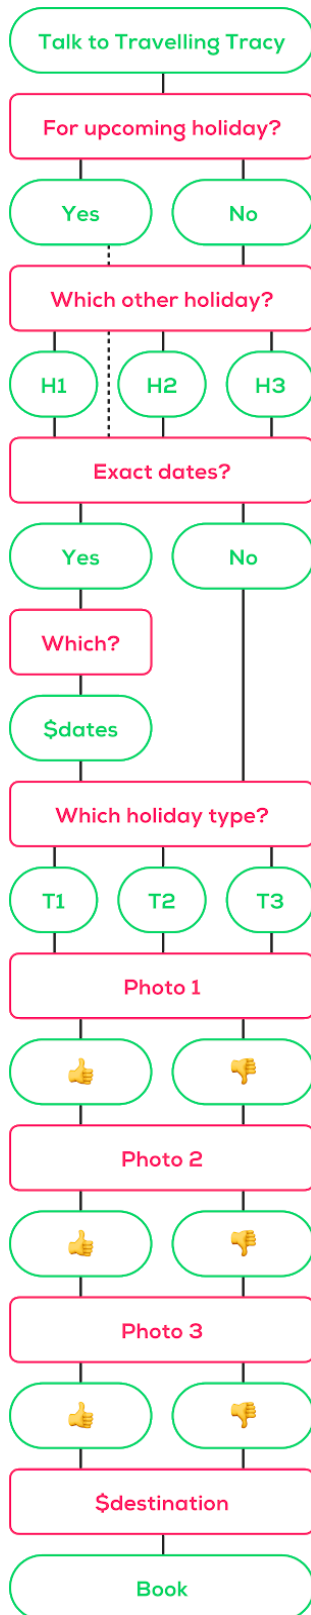 Talk to Travelling Tracy
For upcoming holiday?
Yes No
Which other holiday?
H1 H2 H3
Exact dates?
Yes No
Which?
$dates
Which holiday type?
T1 T2 T3
Photo 1
👍 👎
Photo 2
👍 👎
Photo 3
👍 👎
$destination
Book